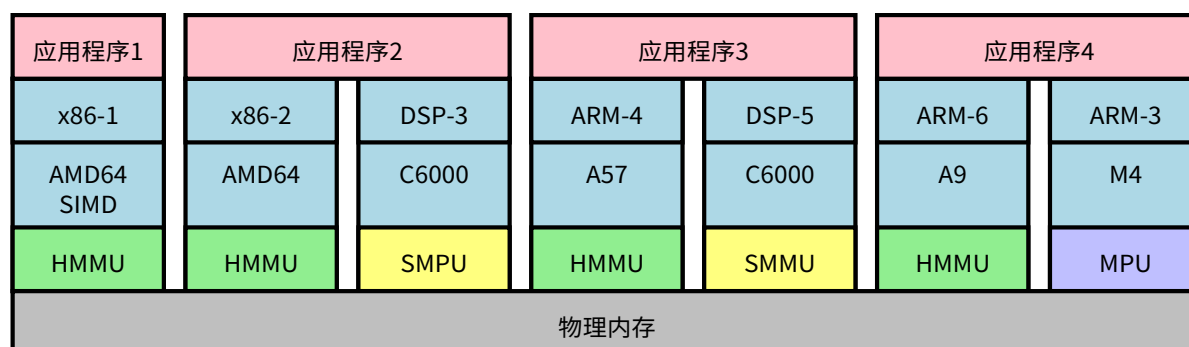 应用程序1 应用程序2 应用程序3 应用程序4
x86-1 x86-2 DSP-3 ARM-4 DSP-5 ARM-6 ARM-3
AMD64 AMD64 C6000 A57 C6000 A9 M4
SIMD
HMMU HMMU SMPU HMMU SMMU HMMU MPU
物理内存